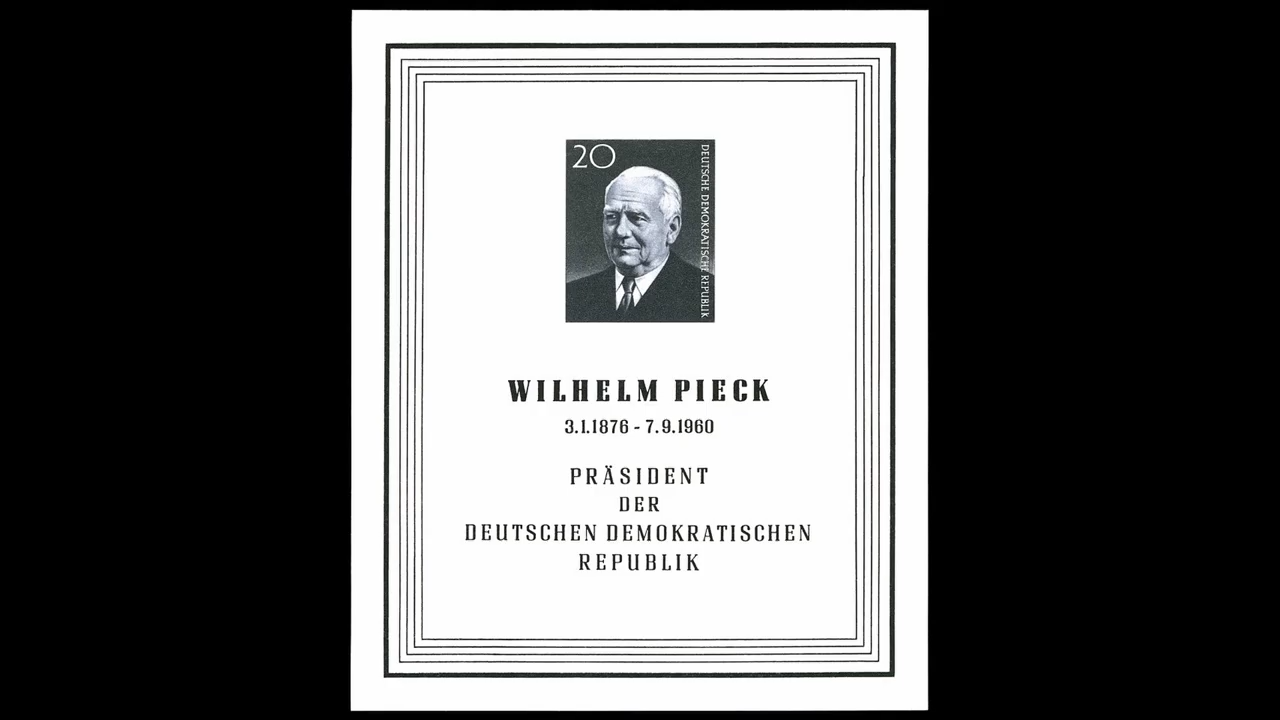 20
DEUTSCHE DEMOKRATISCHE REPUBLIK
WILHELM PIECK
3.1.1876 - 7.9.1960
PRÄSIDENT
DER
DEUTSCHEN DEMOKRATISCHEN
REPUBLIK